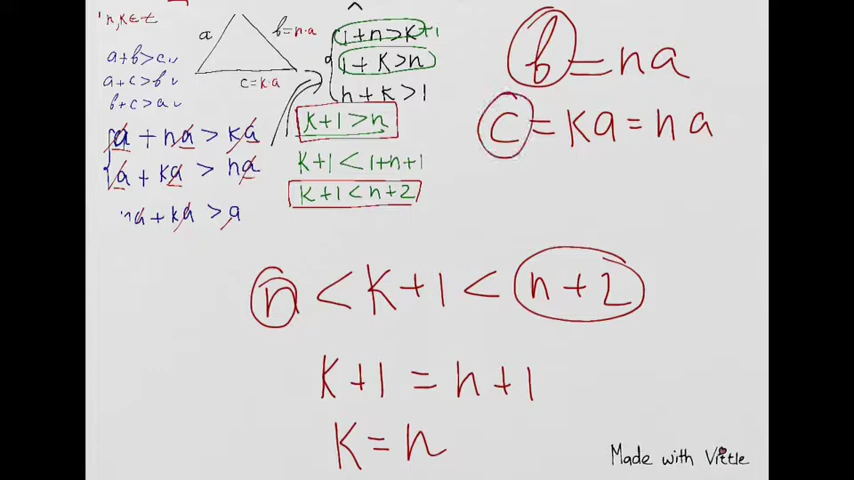 n,k∈
a
b=n·a
c=k·a
a+b>c
a+c>b
b+c>a
a+na>ka
a+ka>na
na+ka>a
1+n>k+1
1+k>n
n+k>1
k+1>n
k+1<1+n+1
k+1<n+2
b=na
c=ka=na
n<k+1<n+2
k+1=n+1
k=n
Made with Vittle